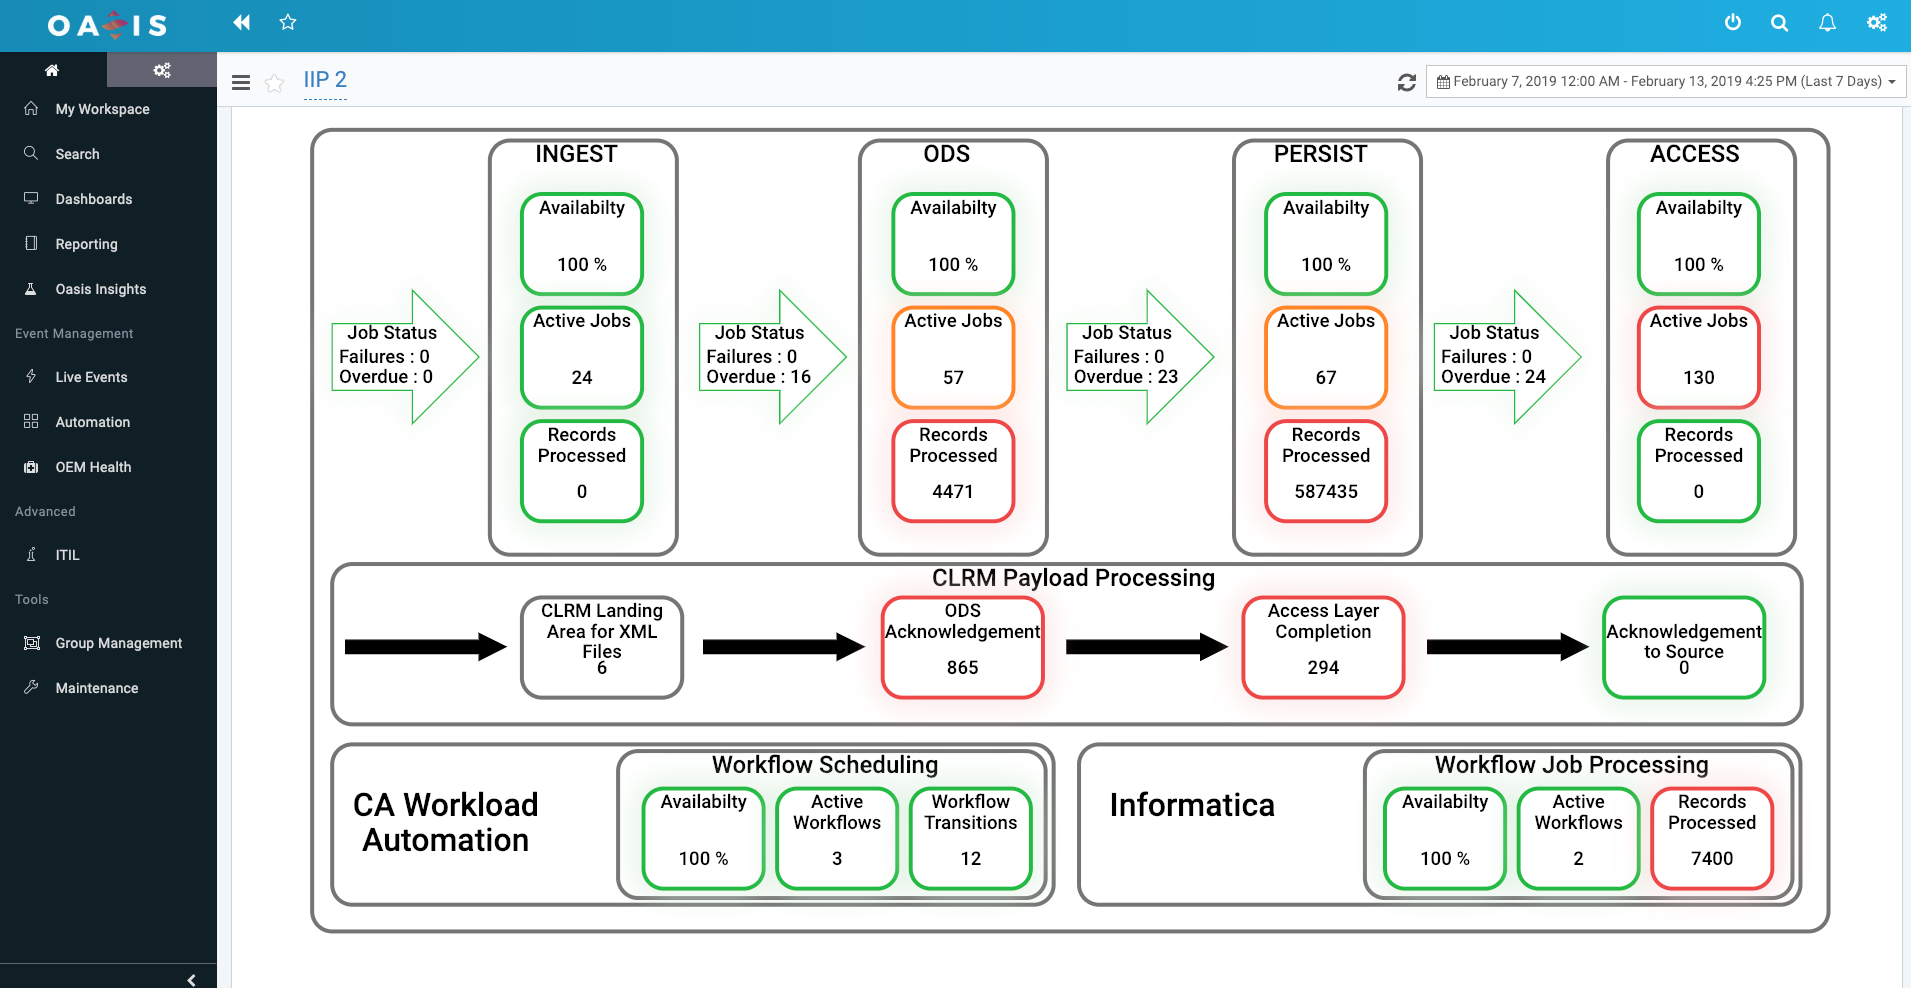 OASIS
IIP 2
February 7, 2019 12:00 AM - February 13, 2019 4:25 PM (Last 7 Days)
My Workspace
Search
Dashboards
Reporting
Oasis Insights
Event Management
Live Events
Automation
OEM Health
Advanced
ITIL
Tools
Group Management
Maintenance
Job Status
Failures : 0
Overdue : 0
INGEST
Availabilty
100 %
Active Jobs
24
Records
Processed
0
Job Status
Failures : 0
Overdue : 16
ODS
Availabilty
100 %
Active Jobs
57
Records
Processed
4471
Job Status
Failures : 0
Overdue : 23
PERSIST
Availabilty
100 %
Active Jobs
67
Records
Processed
587435
Job Status
Failures : 0
Overdue : 24
ACCESS
Availabilty
100 %
Active Jobs
130
Records
Processed
0
CLRM Payload Processing
CLRM Landing
Area for XML
Files
6
ODS
Acknowledgement
865
Access Layer
Completion
294
Acknowledgement
to Source
0
CA Workload
Automation
Workflow Scheduling
Availabilty
100 %
Active
Workflows
3
Workflow
Transitions
12
Informatica
Workflow Job Processing
Availabilty
100 %
Active
Workflows
2
Records
Processed
7400